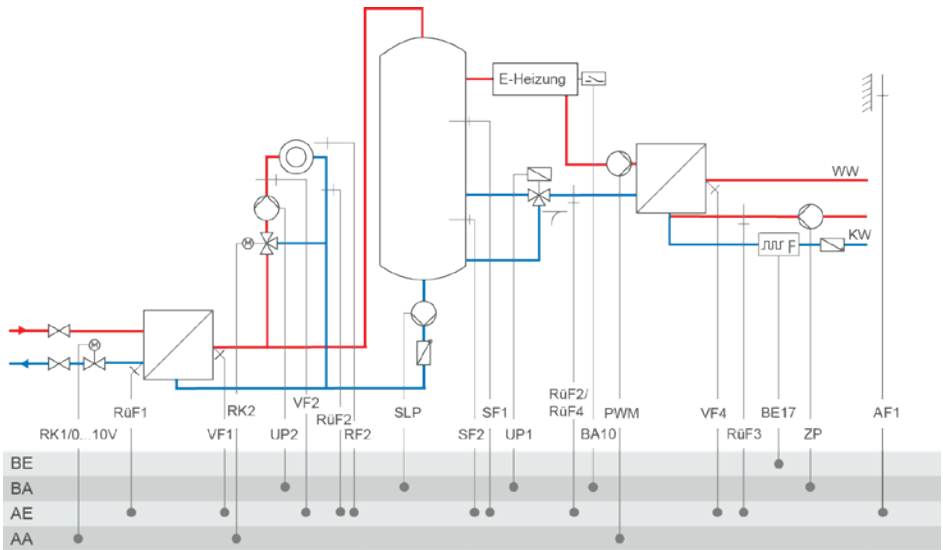 E-Heizung
WW
KW
F
M
M
RüF1
RK1/0...10V
VF1
RK2
UP2
VF2
RüF2
RF2
SLP
SF2
SF1
UP1
RüF2/
RüF4
BA10
PWM
VF4
RüF3
BE17
ZP
AF1
BE
BA
AE
AA